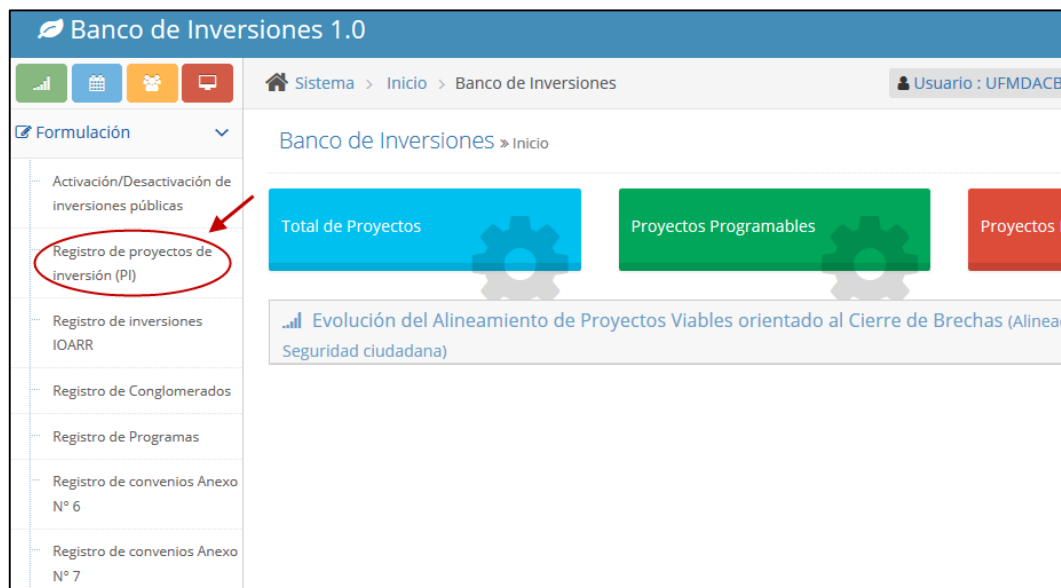 Banco de Inversiones 1.0
Sistema > Inicio > Banco de Inversiones
Usuario : UFMDACB
Formulación
Activación/Desactivación de
inversiones públicas
Registro de proyectos de
inversión (PI)
Registro de inversiones
IOARR
Registro de Conglomerados
Registro de Programas
Registro de convenios Anexo
N° 6
Registro de convenios Anexo
N° 7
Banco de Inversiones » Inicio
Total de Proyectos
Proyectos Programables
Proyectos
Evolución del Alineamiento de Proyectos Viables orientado al Cierre de Brechas (Alinea
Seguridad ciudadana)